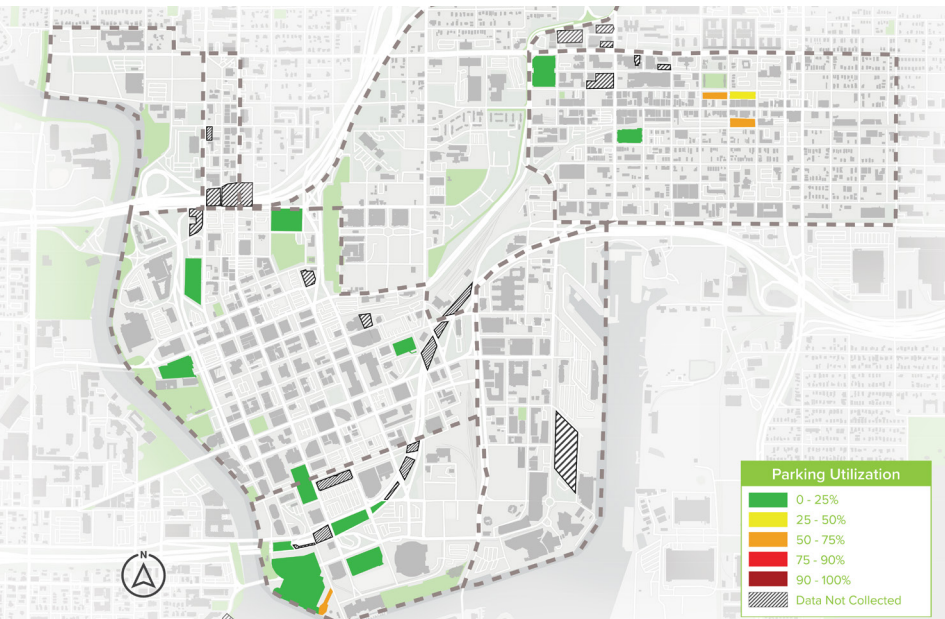 N
Parking Utilization
0 - 25%
25 - 50%
50 - 75%
75 - 90%
90 - 100%
Data Not Collected